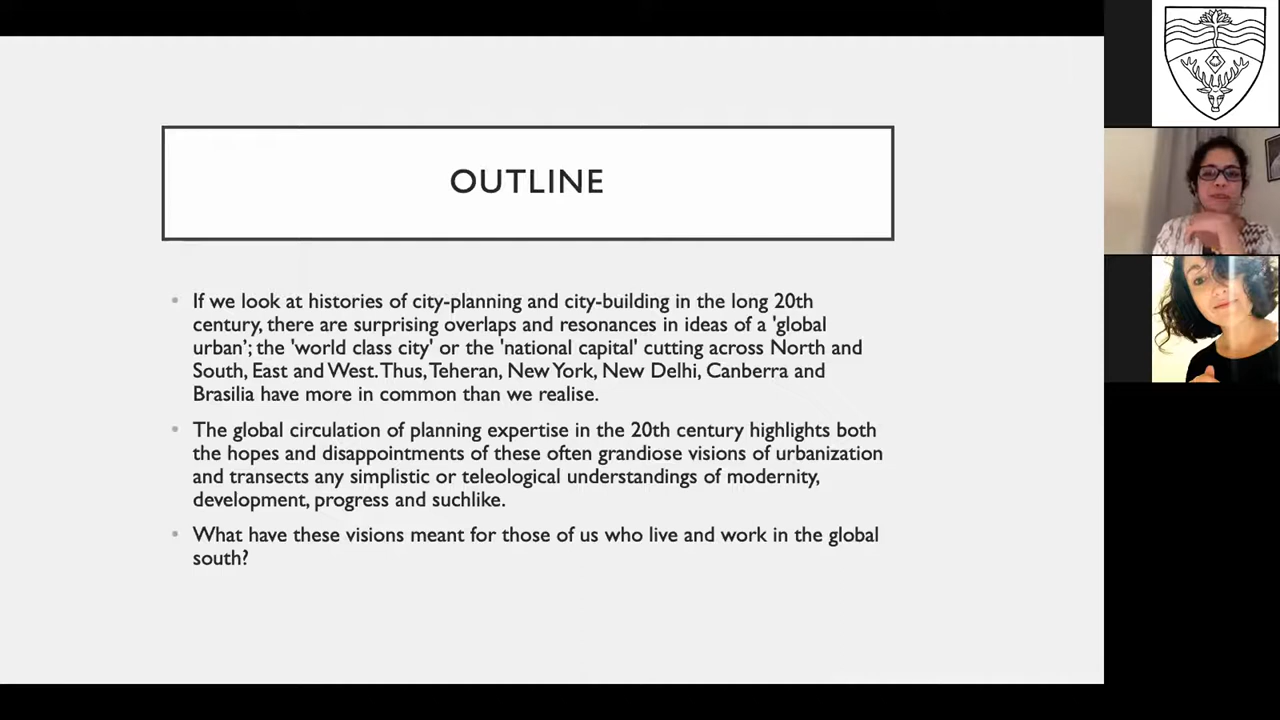 OUTLINE
• If we look at histories of city-planning and city-building in the long 20th
century, there are surprising overlaps and resonances in ideas of a 'global
urban’; the 'world class city' or the 'national capital' cutting across North and
South, East and West. Thus, Teheran, New York, New Delhi, Canberra and
Brasilia have more in common than we realise.
• The global circulation of planning expertise in the 20th century highlights both
the hopes and disappointments of these often grandiose visions of urbanization
and transects any simplistic or teleological understandings of modernity,
development, progress and suchlike.
• What have these visions meant for those of us who live and work in the global
south?